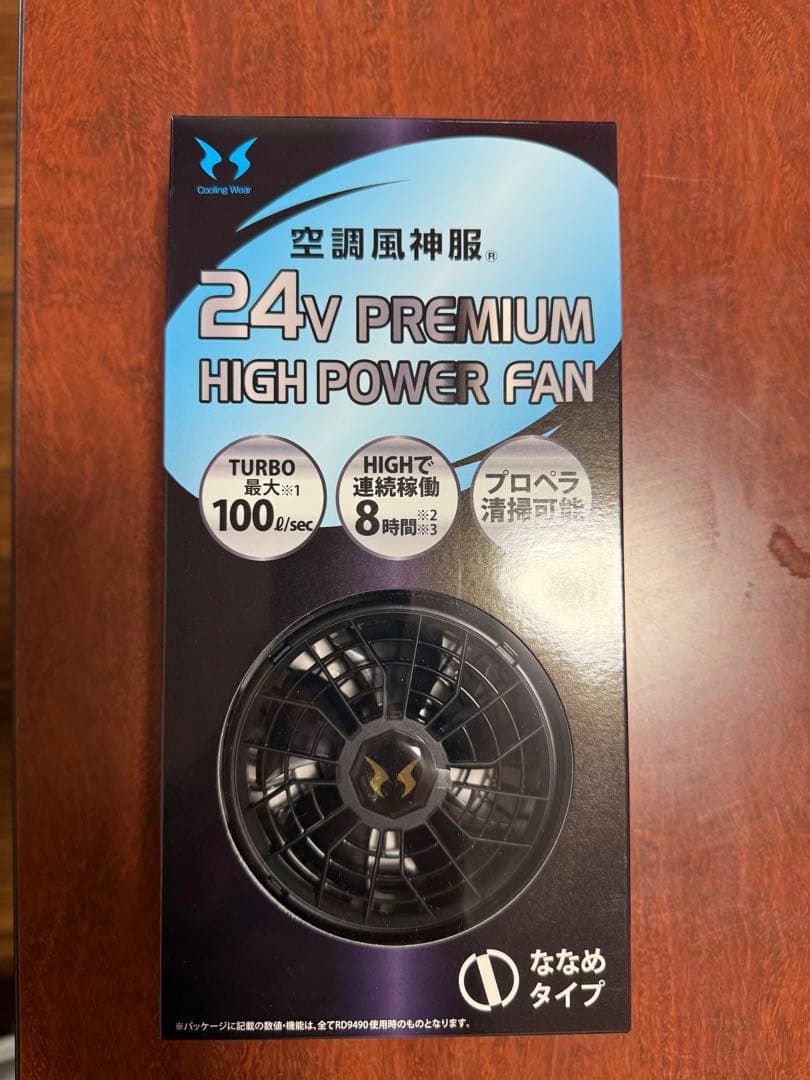 Cooling Wear
空調風神服®
24V PREMIUM
HIGH POWER FAN
TURBO
最大※1
100ℓ/sec
HIGHで
連続稼働
8時間※2※3
プロペラ
清掃可能
ななめ
タイプ
※パッケージに記載の数値・機能は、全てRD9490使用時のものとなります。